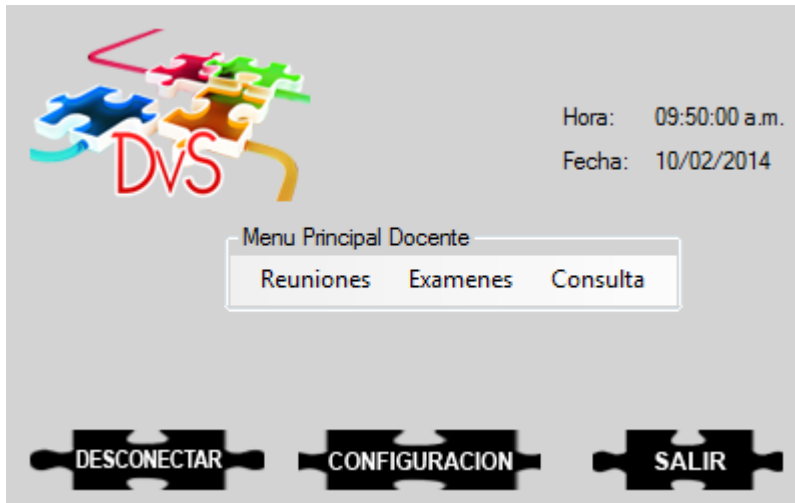 DvS
Hora: 09:50:00 a.m.
Fecha: 10/02/2014
Menu Principal Docente
Reuniones Examenes Consulta
DESCONECTAR CONFIGURACION SALIR